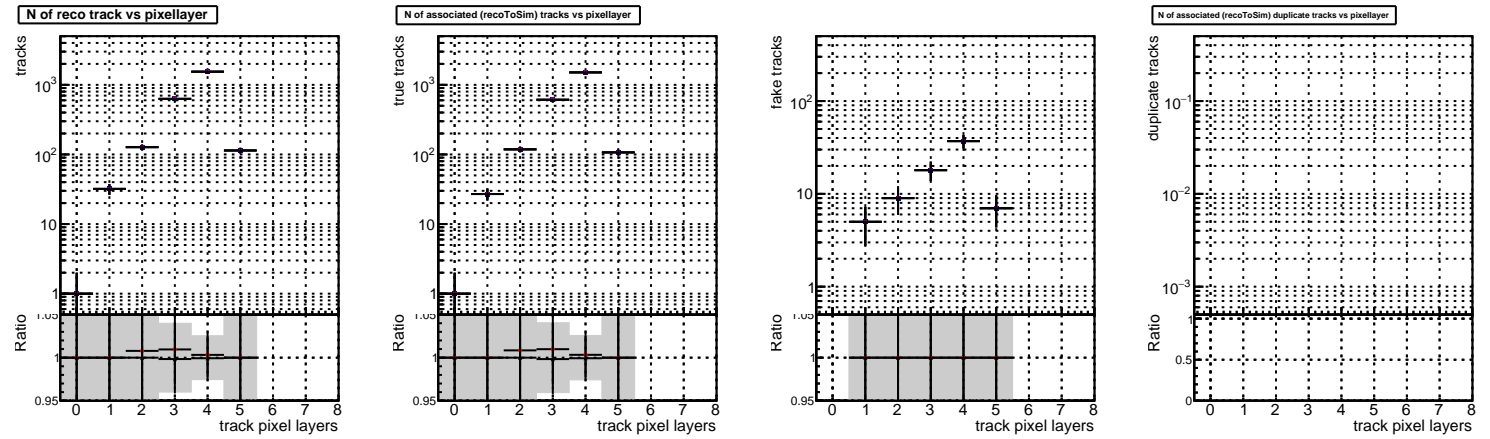 N of reco track vs pixellayer
tracks
10³
10²
10
1
1.05
Ratio
1
0.95
0 1 2 3 4 5 6 7 8
track pixel layers
N of associated (recoToSim) tracks vs pixellayer
true tracks
10³
10²
10
1
1.05
Ratio
1
0.95
0 1 2 3 4 5 6 7 8
track pixel layers
fake tracks
10²
10
1
1.05
Ratio
1
0.95
0 1 2 3 4 5 6 7 8
track pixel layers
N of associated (recoToSim) duplicate tracks vs pixellayer
duplicate tracks
10⁻¹
10⁻²
10⁻³
Ratio
1
0.5
0
0 1 2 3 4 5 6 7 8
track pixel layers